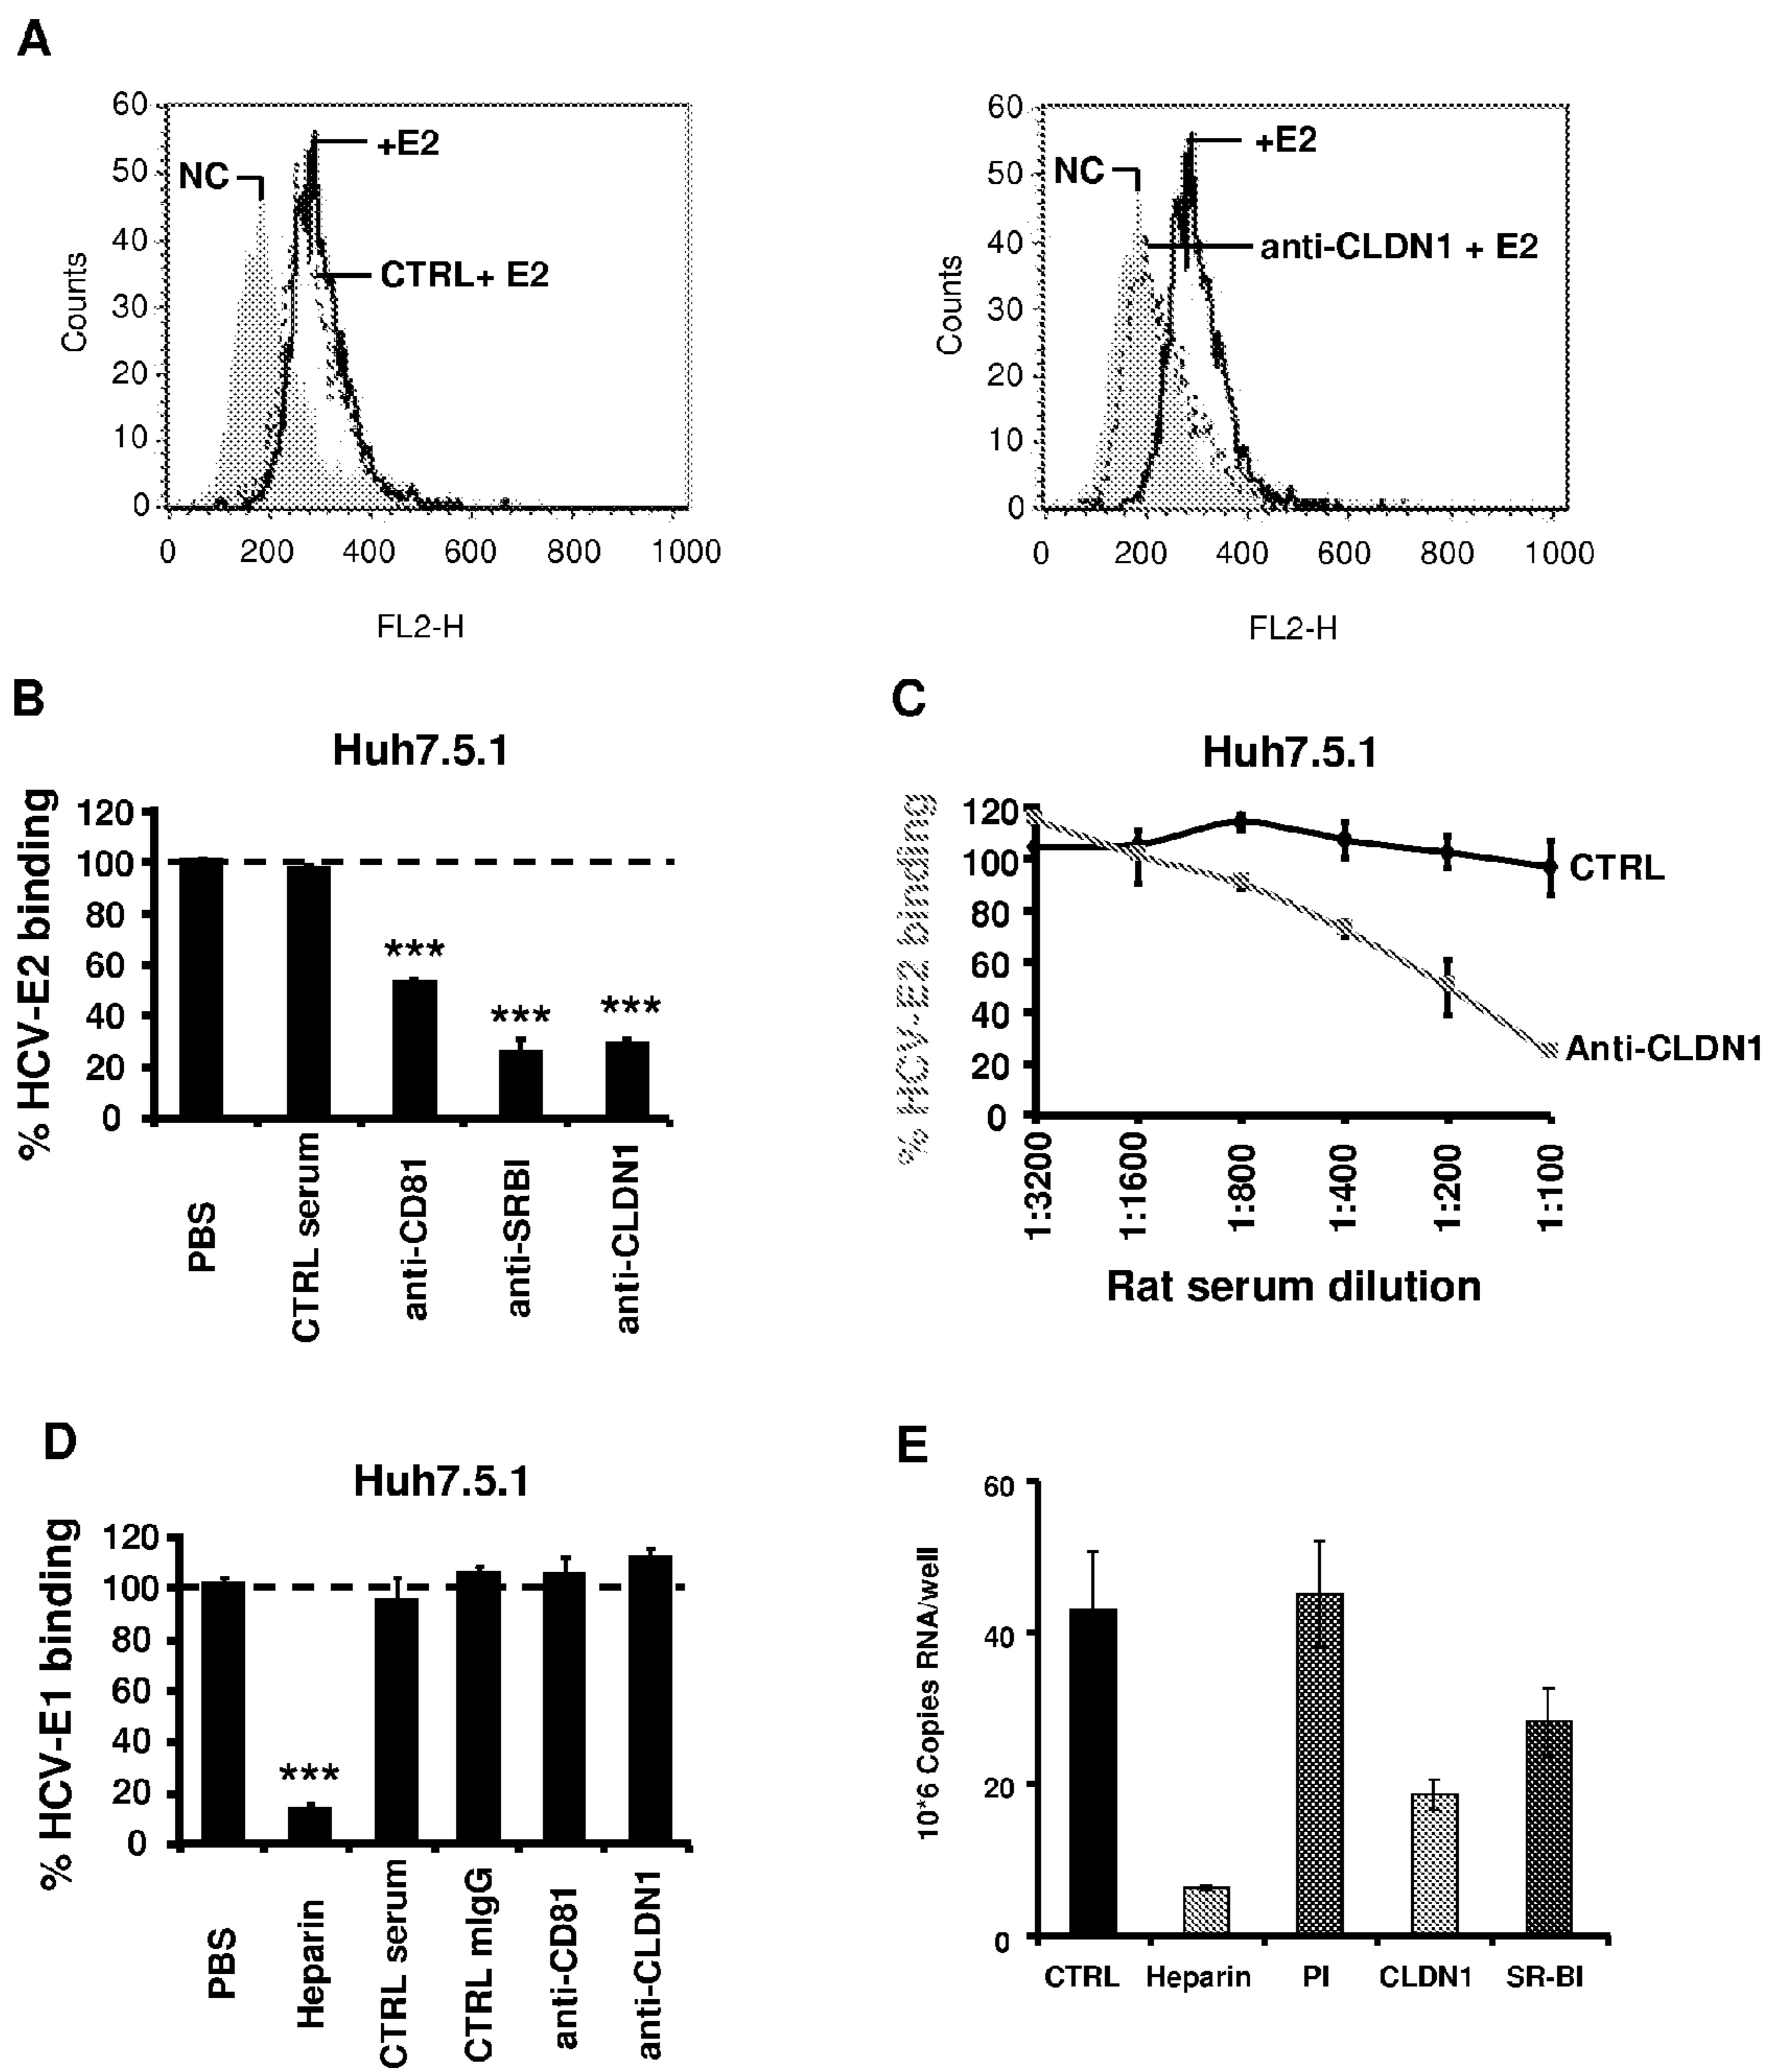 A
60
50
40
30
20
10
0
NC
+E2
CTRL+ E2
Counts
0 200 400 600 800 1000
FL2-H
60
50
40
30
20
10
0
NC
+E2
anti-CLDN1 + E2
Counts
0 200 400 600 800 1000
FL2-H
B
Huh7.5.1
% HCV-E2 binding
120
100
80
60
40
20
0
***
***
***
PBS
CTRL serum
anti-CD81
anti-SRBI
anti-CLDN1
C
Huh7.5.1
% HCV-E2 binding
120
100
80
60
40
20
0
CTRL
Anti-CLDN1
1:3200
1:1600
1:800
1:400
1:200
1:100
Rat serum dilution
D
Huh7.5.1
% HCV-E1 binding
120
100
80
60
40
20
0
***
PBS
Heparin
CTRL serum
CTRL mIgG
anti-CD81
anti-CLDN1
E
10*6 Copies RNA/well
60
40
20
0
CTRL Heparin PI CLDN1 SR-BI